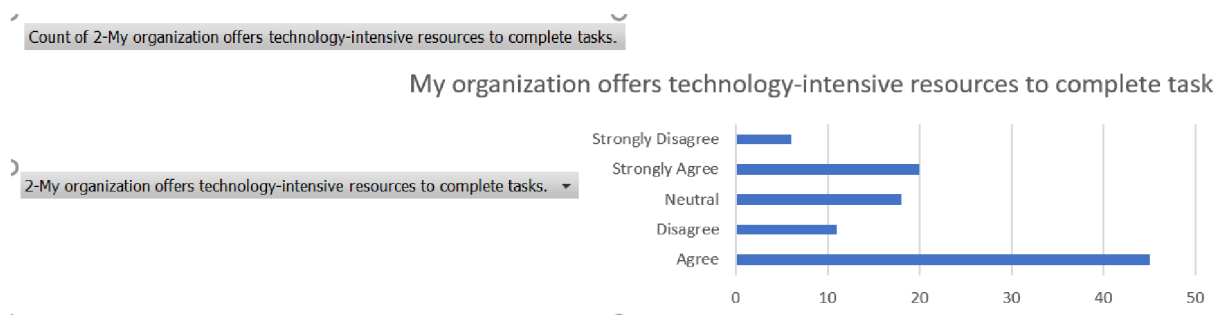 Count of 2-My organization offers technology-intensive resources to complete tasks.
My organization offers technology-intensive resources to complete task
Strongly Disagree
Strongly Agree
2-My organization offers technology-intensive resources to complete tasks.
Neutral
Disagree
Agree
0 10 20 30 40 50